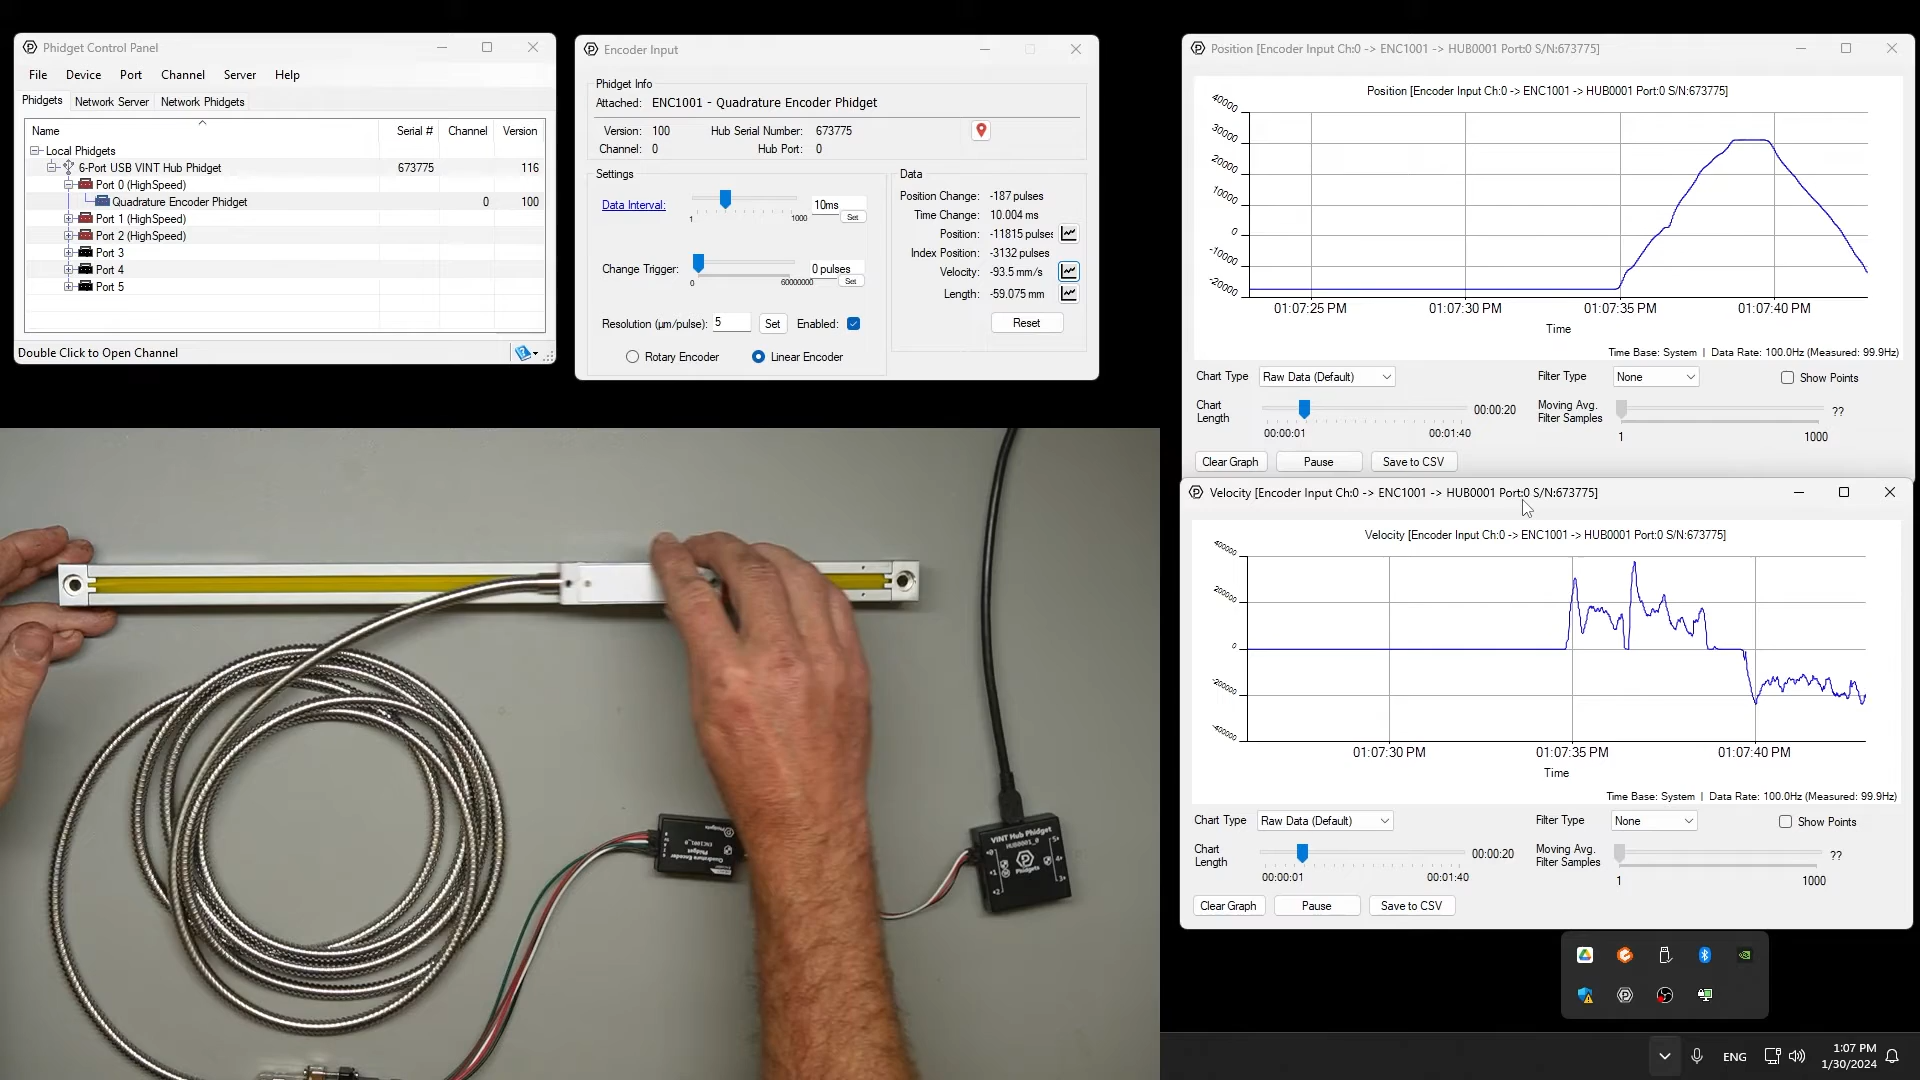 Phidget Control Panel
File Device Port Channel Server Help
Phidgets Network Server Network Phidgets
Name Serial # Channel Version
Local Phidgets
6-Port USB VINT Hub Phidget 673775 116
Port 0 (HighSpeed)
Quadrature Encoder Phidget 0 100
Port 1 (HighSpeed)
Port 2 (HighSpeed)
Port 3
Port 4
Port 5
Double Click to Open Channel
Encoder Input
Phidget Info
Attached: ENC1001 - Quadrature Encoder Phidget
Version: 100 Hub Serial Number: 673775
Channel: 0 Hub Port: 0
Settings
Data Interval: 10ms
1 1000 Set
Change Trigger: 0 pulses
0 60000000 Set
Resolution (µm/pulse): 5 Set Enabled:
Rotary Encoder Linear Encoder
Data
Position Change: -187 pulses
Time Change: 10.004 ms
Position: -11815 pulses
Index Position: -3132 pulses
Velocity: -93.5 mm/s
Length: -59.075 mm
Reset
Position [Encoder Input Ch:0 -> ENC1001 -> HUB0001 Port:0 S/N:673775]
Position [Encoder Input Ch:0 -> ENC1001 -> HUB0001 Port:0 S/N:673775]
40000
30000
20000
10000
0
-10000
-20000
01:07:25 PM 01:07:30 PM 01:07:35 PM 01:07:40 PM
Time
Time Base: System | Data Rate: 100.0Hz (Measured: 99.9Hz)
Chart Type Raw Data (Default) Filter Type None Show Points
Chart Length 00:00:20 Moving Avg. Filter Samples ??
00:00:01 00:01:40 1 1000
Clear Graph Pause Save to CSV
Velocity [Encoder Input Ch:0 -> ENC1001 -> HUB0001 Port:0 S/N:673775]
Velocity [Encoder Input Ch:0 -> ENC1001 -> HUB0001 Port:0 S/N:673775]
400000
200000
0
-200000
-400000
01:07:30 PM 01:07:35 PM 01:07:40 PM
Time
Time Base: System | Data Rate: 100.0Hz (Measured: 99.9Hz)
Chart Type Raw Data (Default) Filter Type None Show Points
Chart Length 00:00:20 Moving Avg. Filter Samples ??
00:00:01 00:01:40 1 1000
Clear Graph Pause Save to CSV
Phidgets
ENC1001_0
Quadrature Encoder
Phidget
VINT Hub Phidget
HUB0001_0
Phidgets
ENG
1:07 PM
1/30/2024